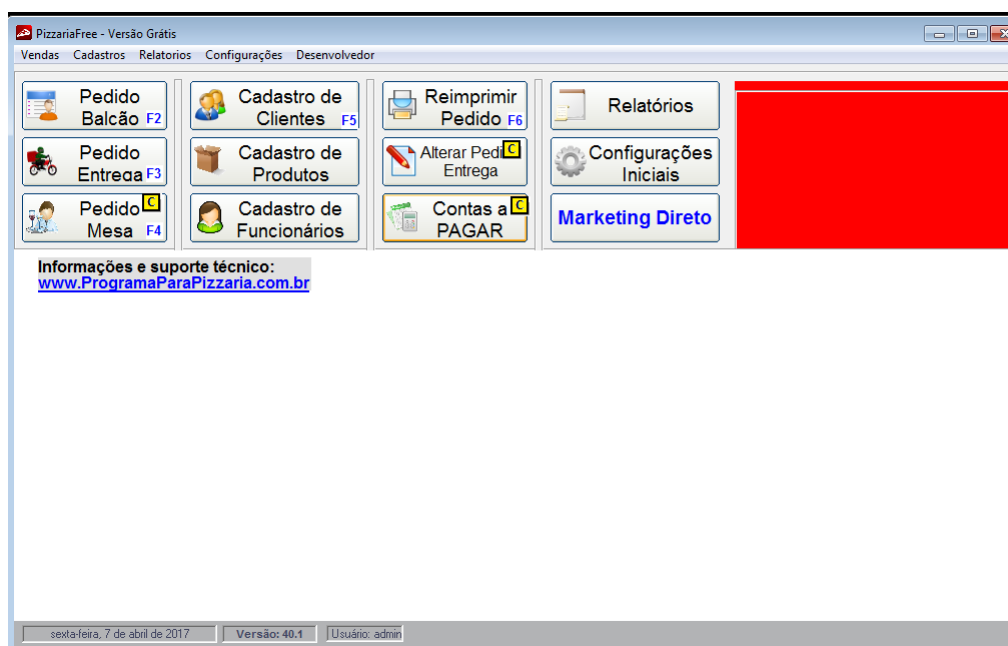 PizzariaFree - Versão Grátis
Vendas Cadastros Relatorios Configurações Desenvolvedor
Pedido
Balcão F2
Cadastro de
Clientes F5
Reimprimir
Pedido F6
Relatórios
Pedido
Entrega F3
Cadastro de
Produtos
Alterar Pedi C
Entrega
Configurações
Iniciais
Pedido C
Mesa F4
Cadastro de
Funcionários
Contas a C
PAGAR
Marketing Direto
Informações e suporte técnico:
www.ProgramaParaPizzaria.com.br
sexta-feira, 7 de abril de 2017 Versão: 40.1 Usuário: admin